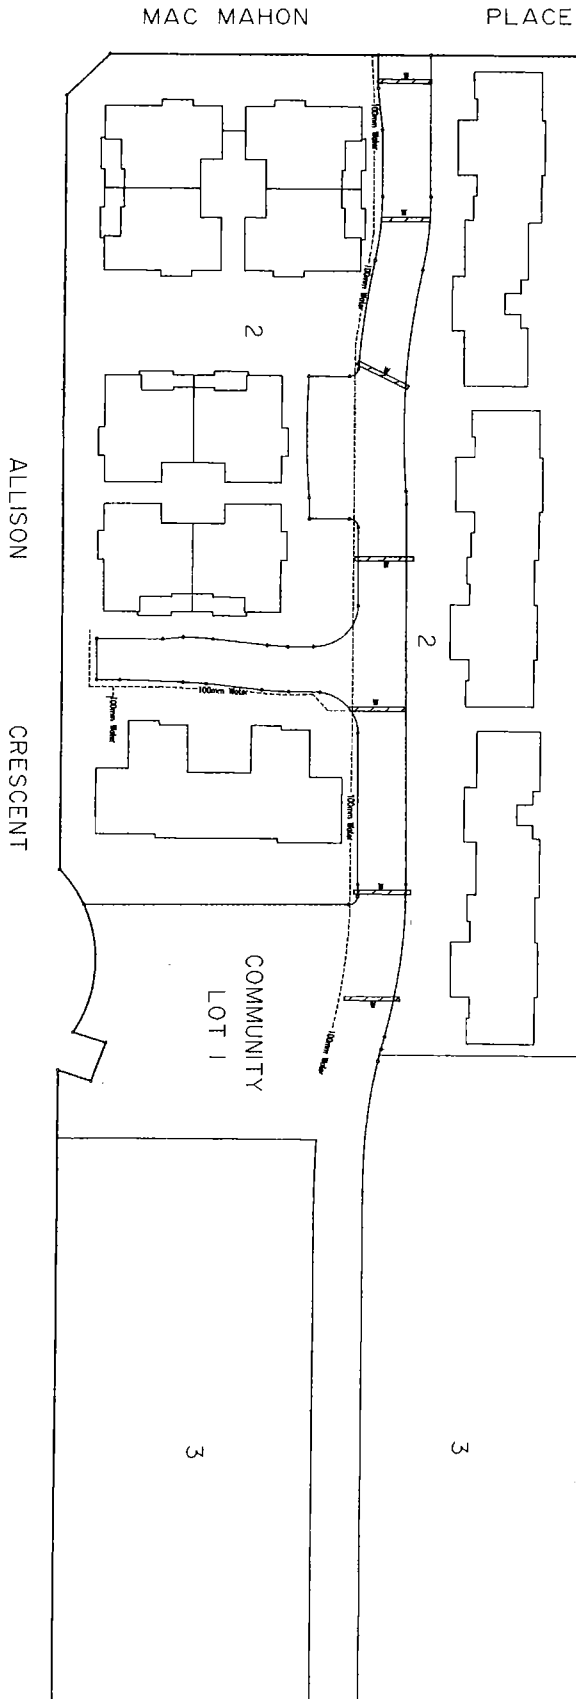 MAC MAHON PLACE
100mm Water
100mm Water
2
ALLISON CRESCENT
2
100mm Water
100mm Water
100mm Water
COMMUNITY
LOT 1
100mm Water
3
3